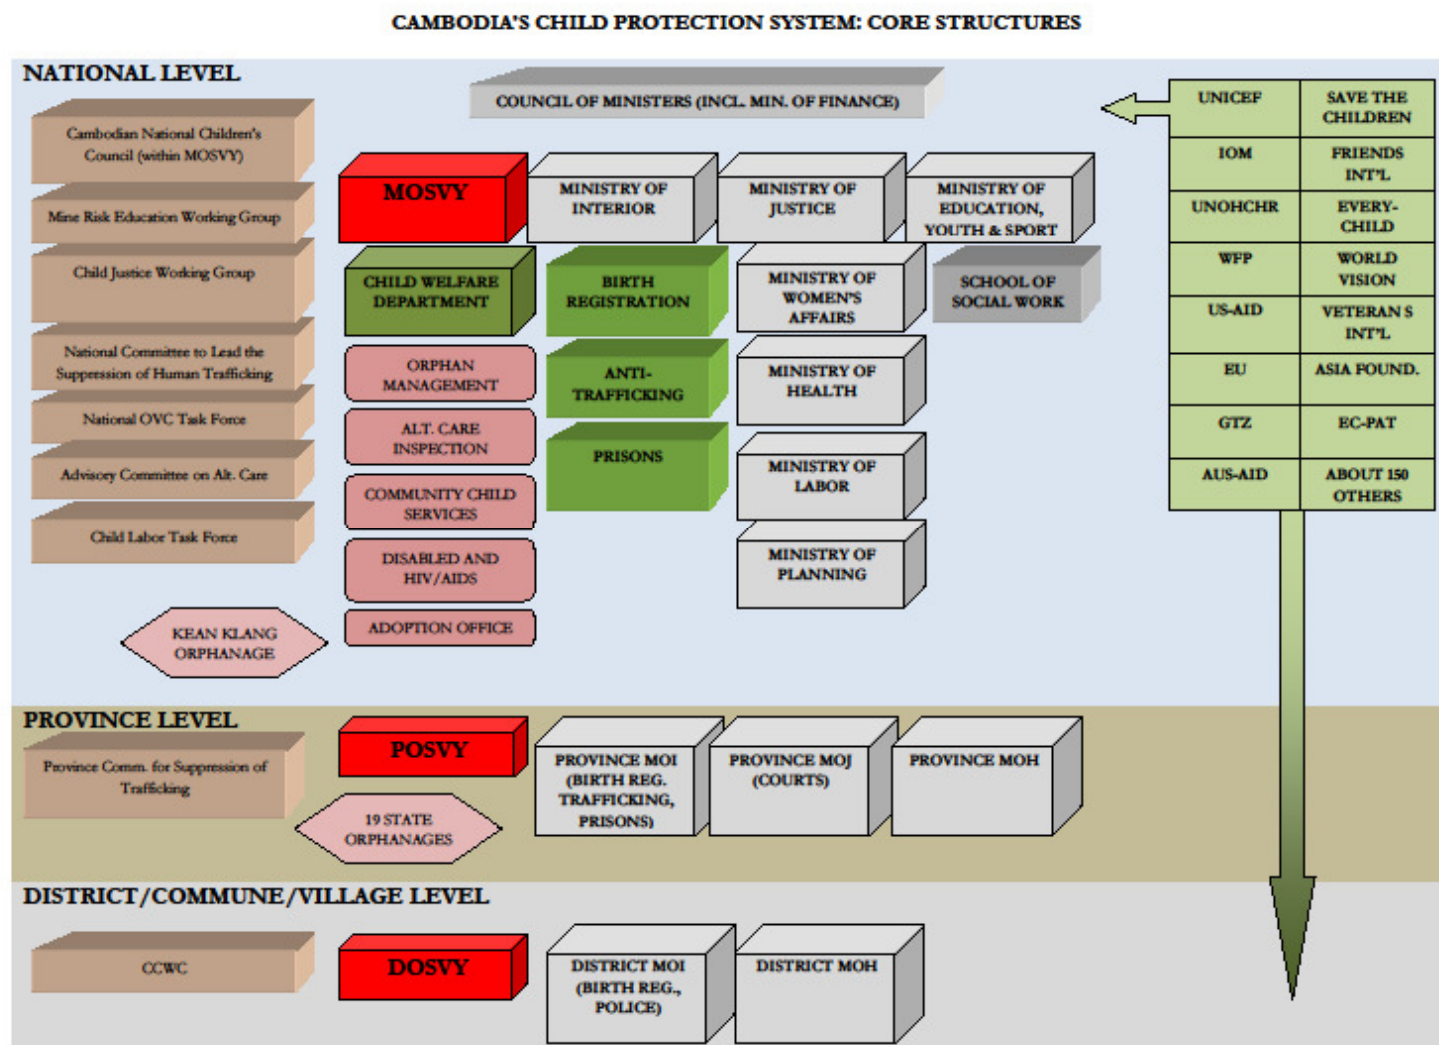 CAMBODIA'S CHILD PROTECTION SYSTEM: CORE STRUCTURES
NATIONAL LEVEL
COUNCIL OF MINISTERS (INCL. MIN. OF FINANCE)
Cambodian National Children's
Council (within MOSVY)
Mine Risk Education Working Group
Child Justice Working Group
National Committee to Lead the
Suppression of Human Trafficking
National OVC Task Force
Advisory Committee on Alt. Care
Child Labor Task Force
KEAN KLANG
ORPHANAGE
MOSVY
CHILD WELFARE
DEPARTMENT
ORPHAN
MANAGEMENT
ALT. CARE
INSPECTION
COMMUNITY CHILD
SERVICES
DISABLED AND
HIV/AIDS
ADOPTION OFFICE
MINISTRY OF
INTERIOR
BIRTH
REGISTRATION
ANTI-
TRAFFICKING
PRISONS
MINISTRY OF
JUSTICE
MINISTRY OF
WOMEN'S
AFFAIRS
MINISTRY OF
HEALTH
MINISTRY OF
LABOR
MINISTRY OF
PLANNING
MINISTRY OF
EDUCATION,
YOUTH & SPORT
SCHOOL OF
SOCIAL WORK
UNICEF
SAVE THE
CHILDREN
IOM
FRIENDS
INT'L
UNOHCHR
EVERY-
CHILD
WFP
WORLD
VISION
US-AID
VETERAN S
INT'L
EU
ASIA FOUND.
GTZ
EC-PAT
AUS-AID
ABOUT 150
OTHERS
PROVINCE LEVEL
Province Comm. for Suppression of
Trafficking
POSVY
19 STATE
ORPHANAGES
PROVINCE MOI
(BIRTH REG.
TRAFFICKING,
PRISONS)
PROVINCE MOJ
(COURTS)
PROVINCE MOH
DISTRICT/COMMUNE/VILLAGE LEVEL
CCWC
DOSVY
DISTRICT MOI
(BIRTH REG.,
POLICE)
DISTRICT MOH